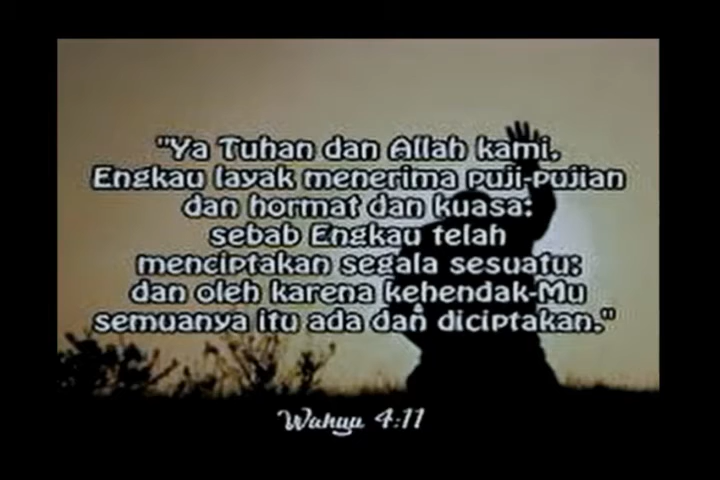 "Ya Tuhan dan Allah kami,
Engkau layak menerima puji-pujian
dan hormat dan kuasa;
sebab Engkau telah
menciptakan segala sesuatu;
dan oleh karena kehendak-Mu
semuanya itu ada dan diciptakan."
Wahyu 4:11